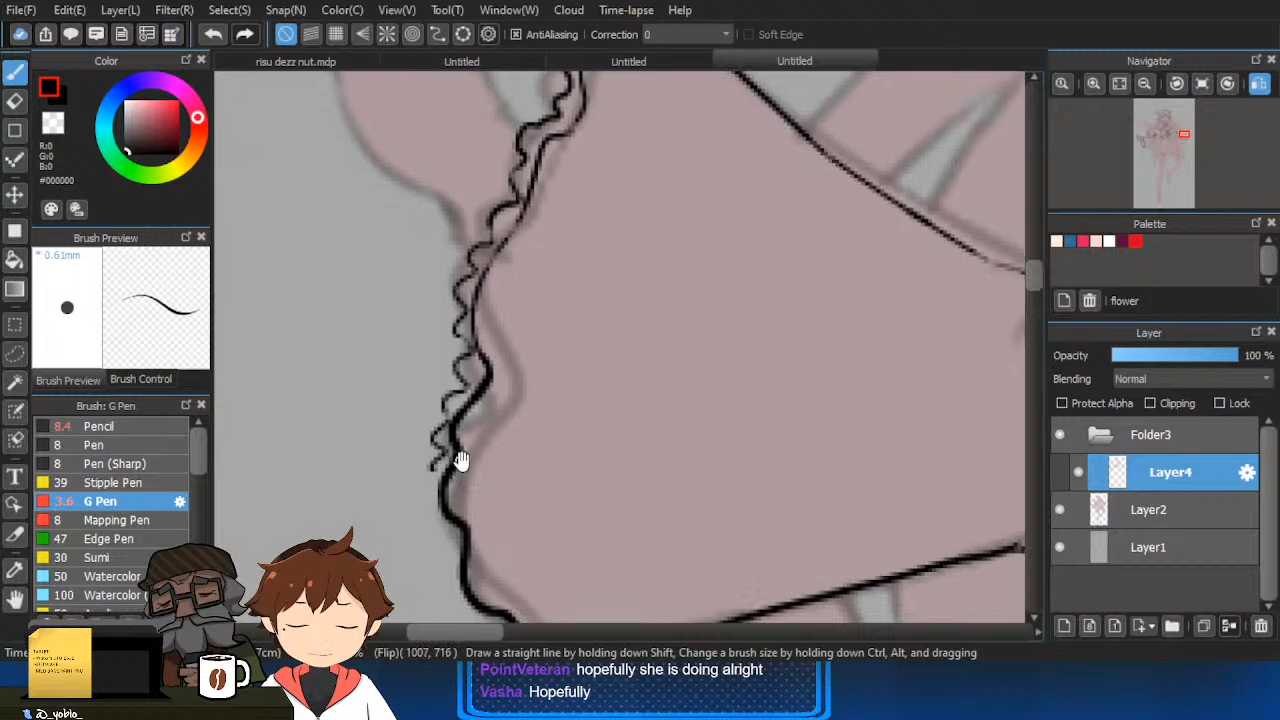 File(F) Edit(E) Layer(L) Filter(R) Select(S) Snap(N) Color(C) View(V) Tool(T) Window(W) Cloud Time-lapse Help
AntiAliasing Correction 0 Soft Edge
Color
risu dezz nut.mdp Untitled Untitled Untitled
Navigator
R:0
G:0
B:0
#000000
Brush Preview
0.61mm
Brush Preview Brush Control
Brush: G Pen
8.4 Pencil
8 Pen
8 Pen (Sharp)
39 Stipple Pen
3.6 G Pen
8 Mapping Pen
47 Edge Pen
30 Sumi
50 Watercolor
100 Watercolor
Palette
flower
Layer
Opacity 100 %
Blending Normal
Protect Alpha Clipping Lock
Folder3
Layer4
Layer2
Layer1
(Flip)( 1007, 716 ) Draw a straight line by holding down Shift, Change a brush size by holding down Ctrl, Alt, and dragging
PointVeteran hopefully she is doing alright
Vasha Hopefully
@_yoblo_